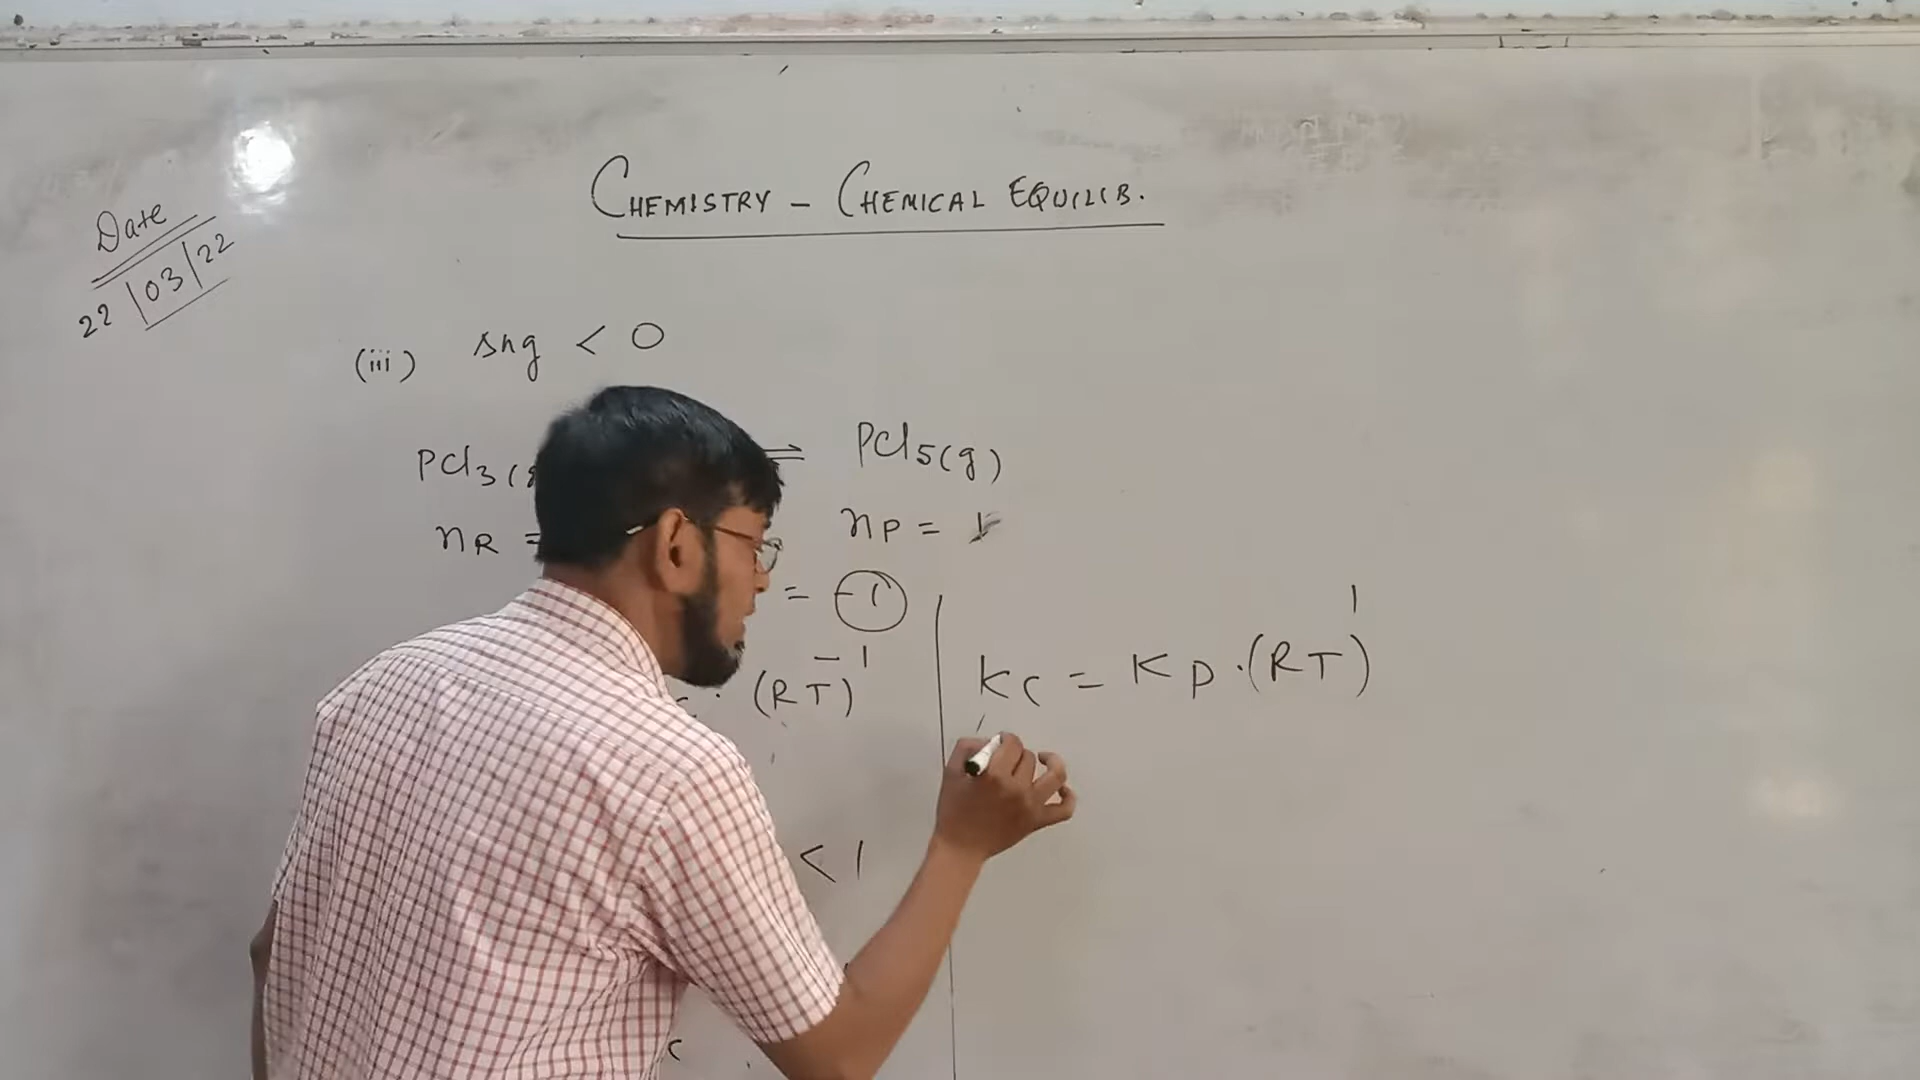 CHEMISTRY - CHEMICAL EQUILIB.
Date
22/03/22
(iii) Δng < 0
PCl3(g ⇌ PCl5(g)
nR = nP = 1
= -1
(RT)^-1
Kc = Kp.(RT)^1
< 1
c